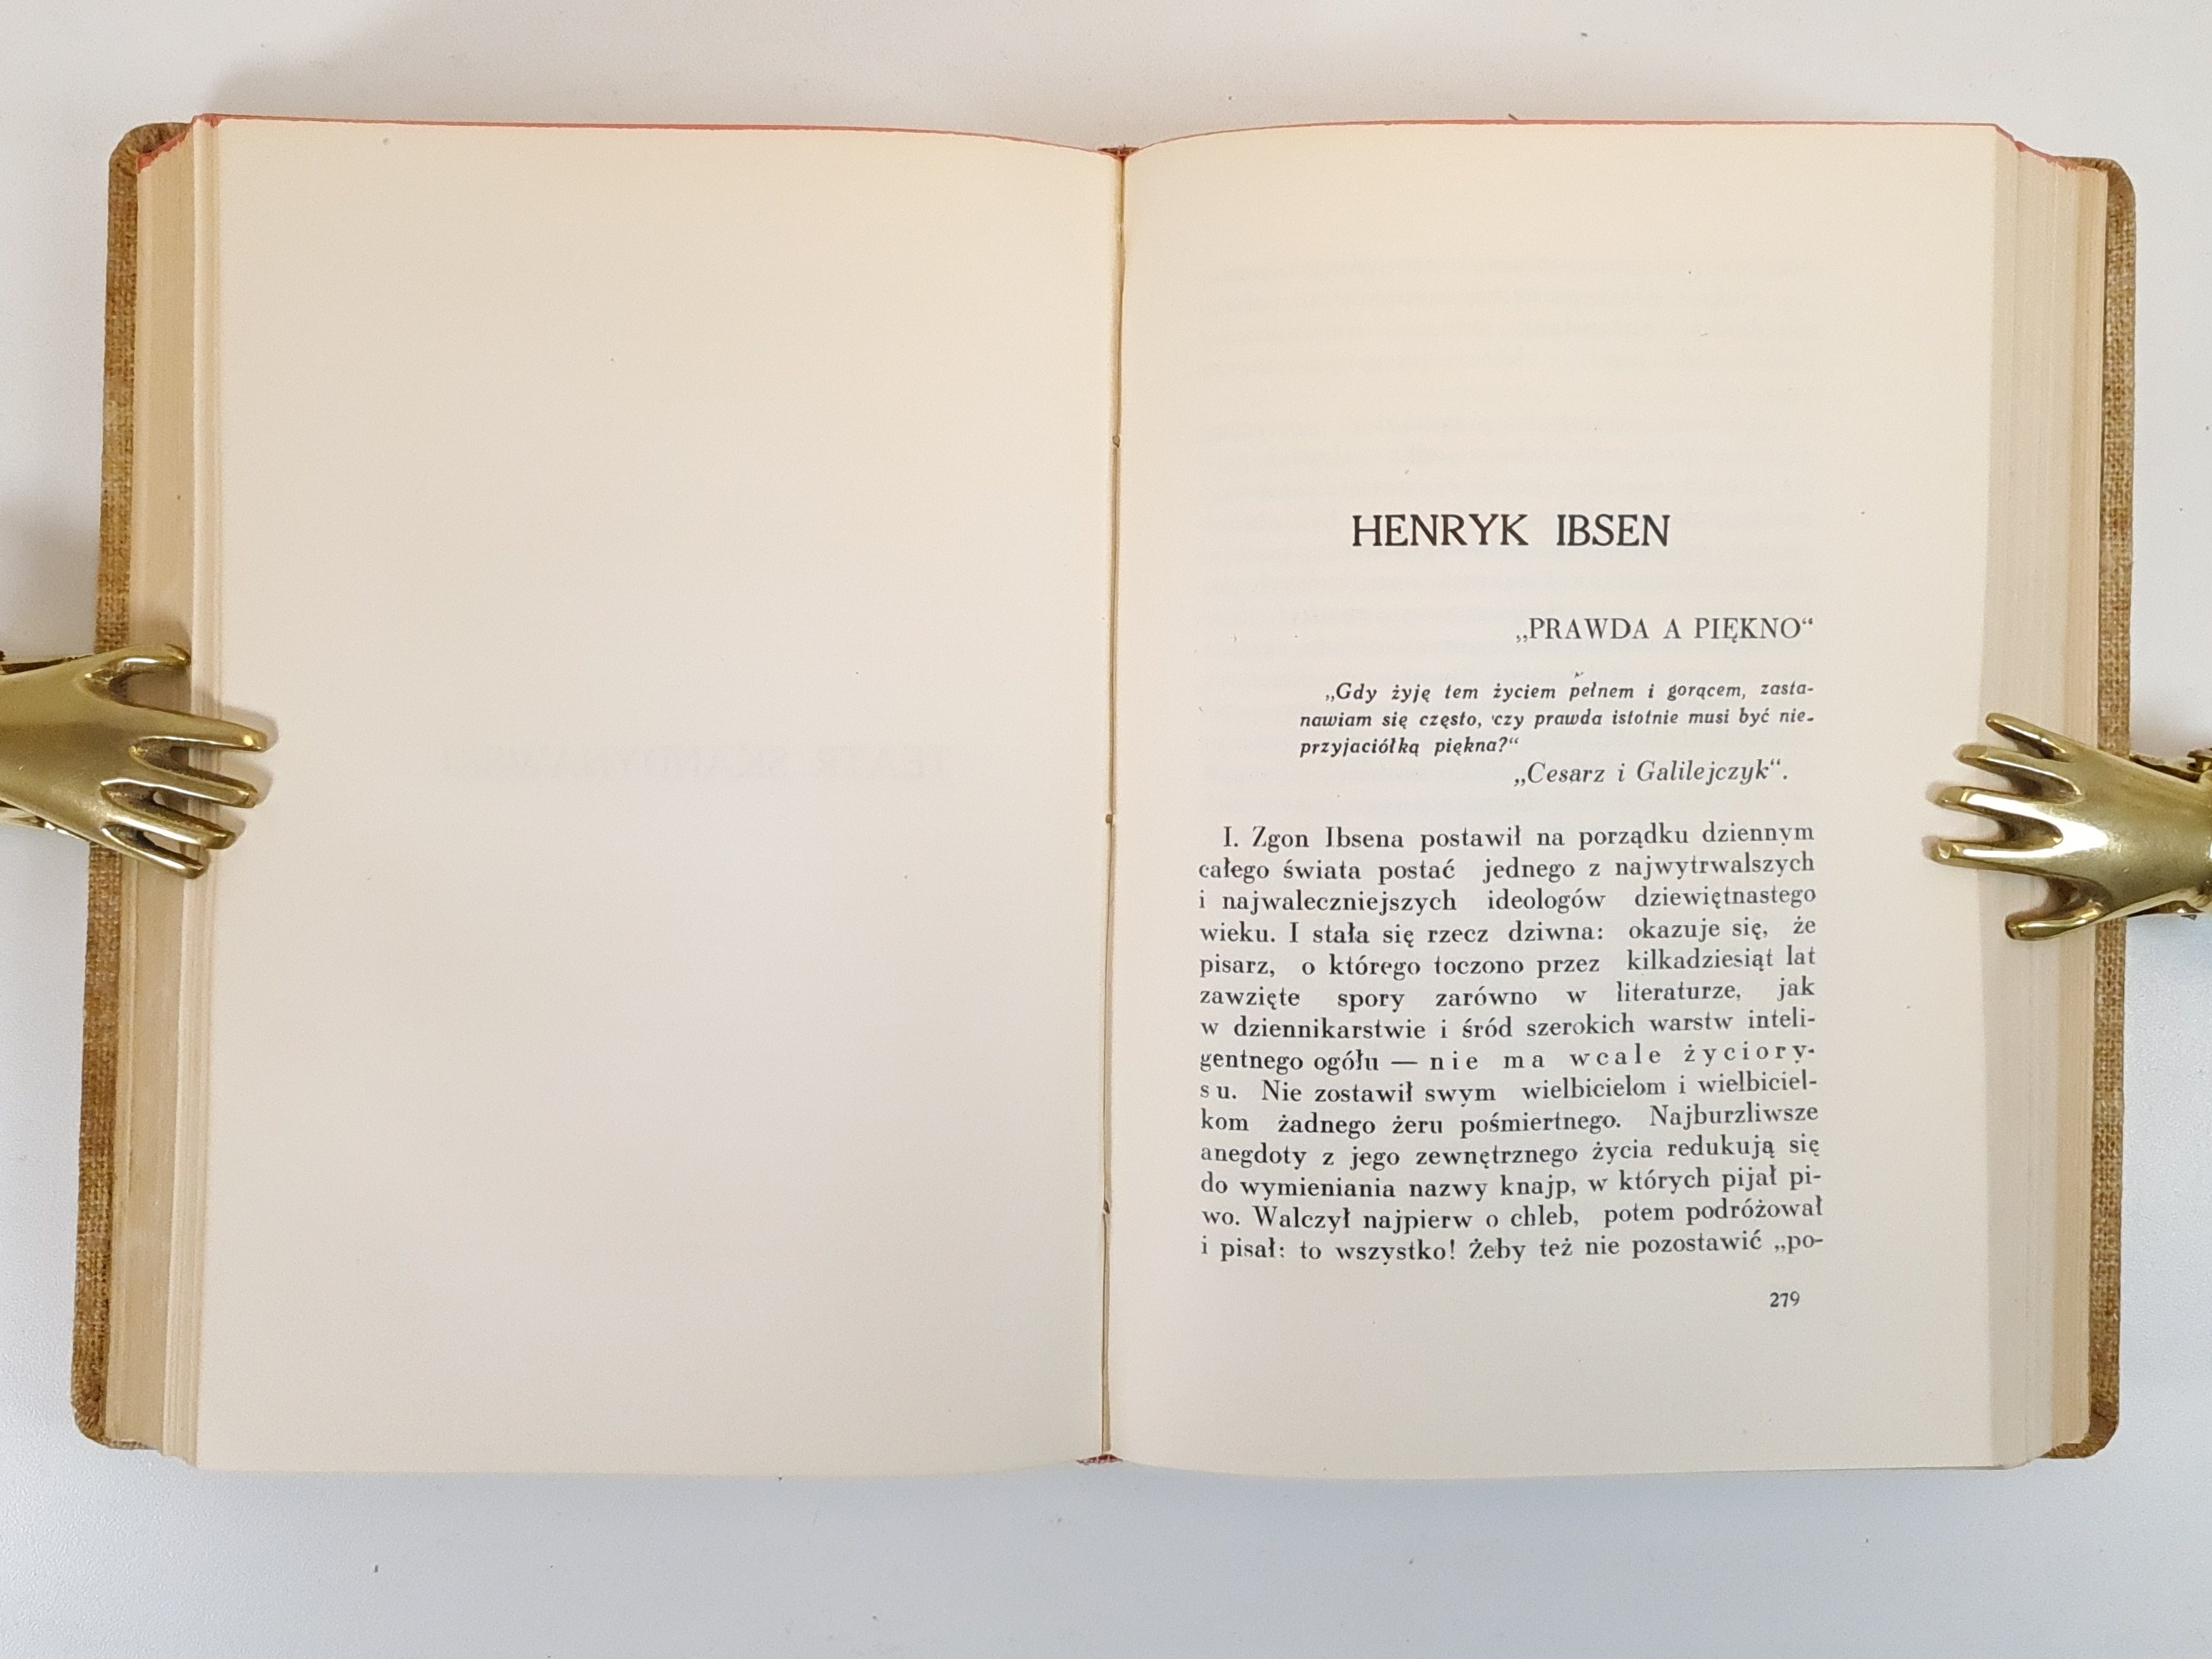 HENRYK IBSEN
„PRAWDA A PIĘKNO“
„Gdy żyję tem życiem pełnem i gorącem, zasta-
nawiam się często, czy prawda istotnie musi być nie-
przyjaciółką piękna?“
„Cesarz i Galilejczyk“.
I. Zgon Ibsena postawił na porządku dziennym
całego świata postać jednego z najwytrwalszych
i najwaleczniejszych ideologów dziewiętnastego
wieku. I stała się rzecz dziwna: okazuje się, że
pisarz, o którego toczono przez kilkadziesiąt lat
zawzięte spory zarówno w literaturze, jak
w dziennikarstwie i śród szerokich warstw inteli-
gentnego ogółu — nie ma wcale życiory-
su. Nie zostawił swym wielbicielom i wielbiciel-
kom żadnego żeru pośmiertnego. Najburzliwsze
anegdoty z jego zewnętrznego życia redukują się
do wymieniania nazwy knajp, w których pijał pi-
wo. Walczył najpierw o chleb, potem podróżował
i pisał: to wszystko! Żeby też nie pozostawić „po-
279